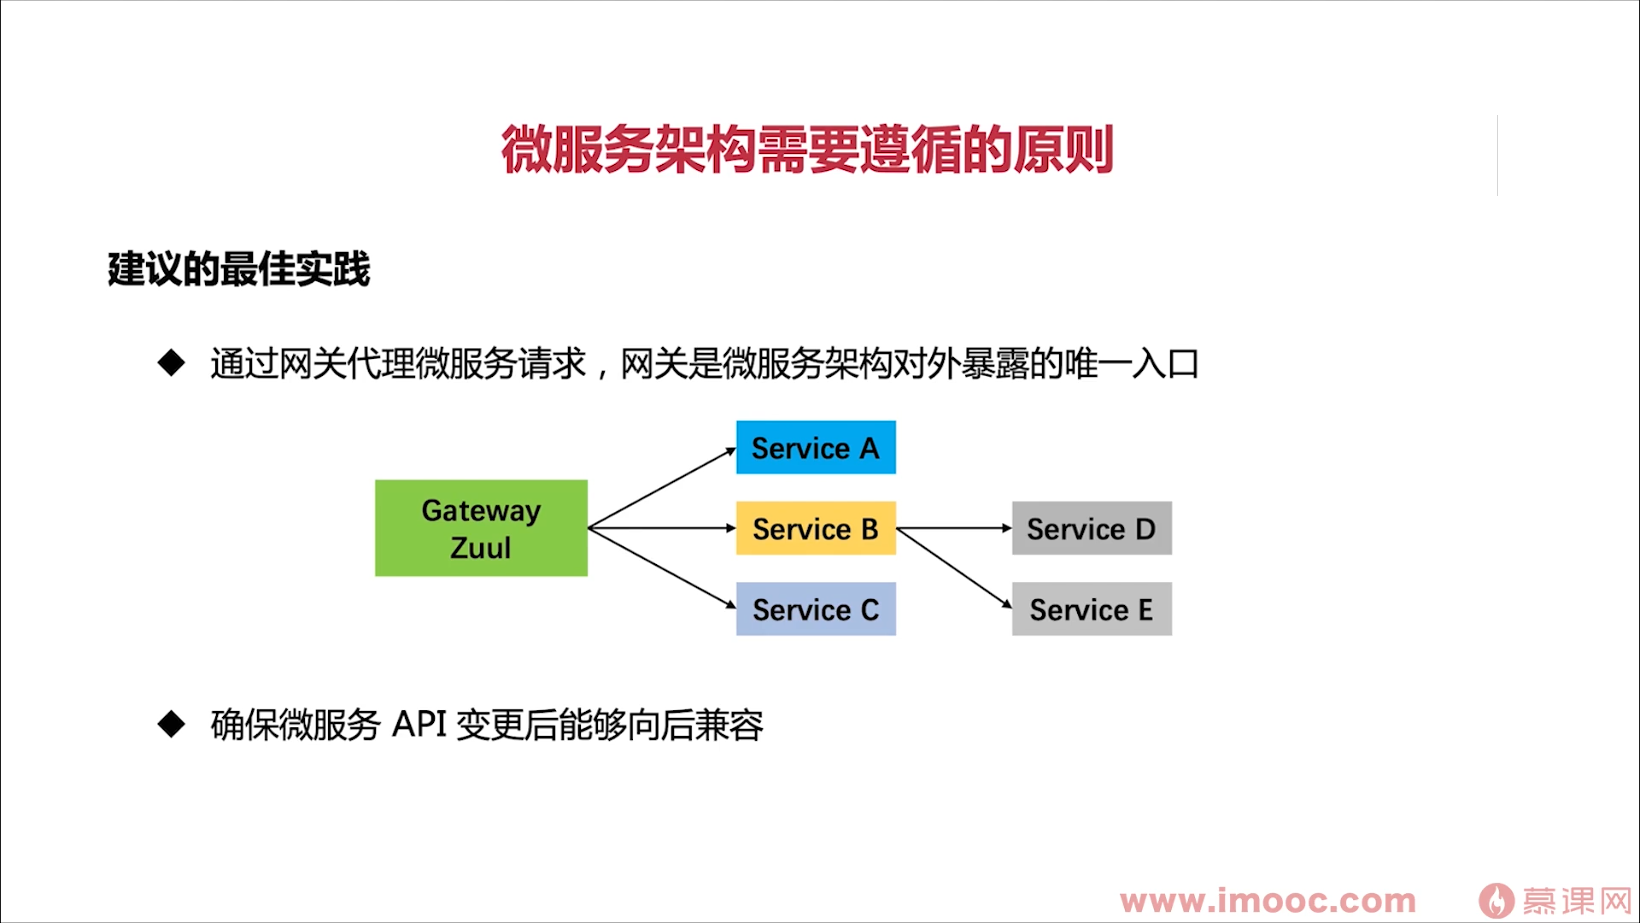 微服务架构需要遵循的原则
建议的最佳实践
◆ 通过网关代理微服务请求，网关是微服务架构对外暴露的唯一入口
Service A
Gateway
Zuul
Service B
Service D
Service C
Service E
◆ 确保微服务 API 变更后能够向后兼容
www.imooc.com 慕课网